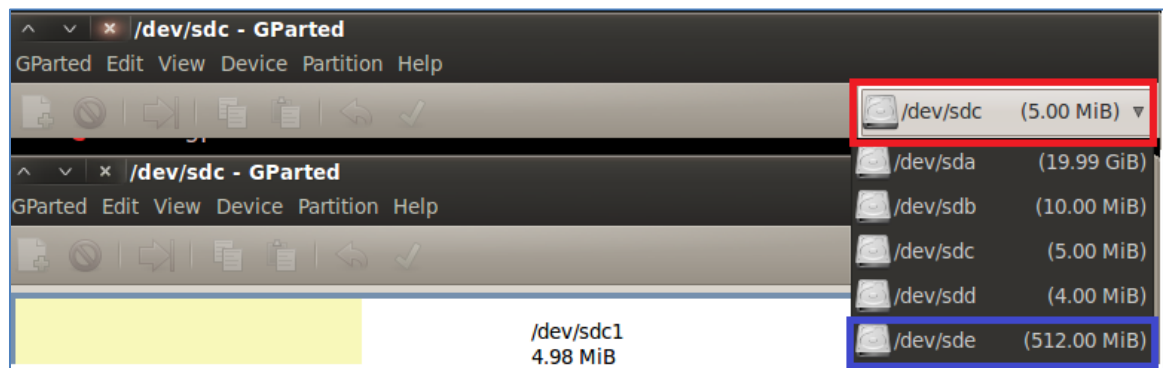 /dev/sdc - GParted
GParted Edit View Device Partition Help
/dev/sdc (5.00 MiB)
/dev/sda (19.99 GiB)
/dev/sdc - GParted
/dev/sdb (10.00 MiB)
GParted Edit View Device Partition Help
/dev/sdc (5.00 MiB)
/dev/sdd (4.00 MiB)
/dev/sde (512.00 MiB)
/dev/sdc1
4.98 MiB